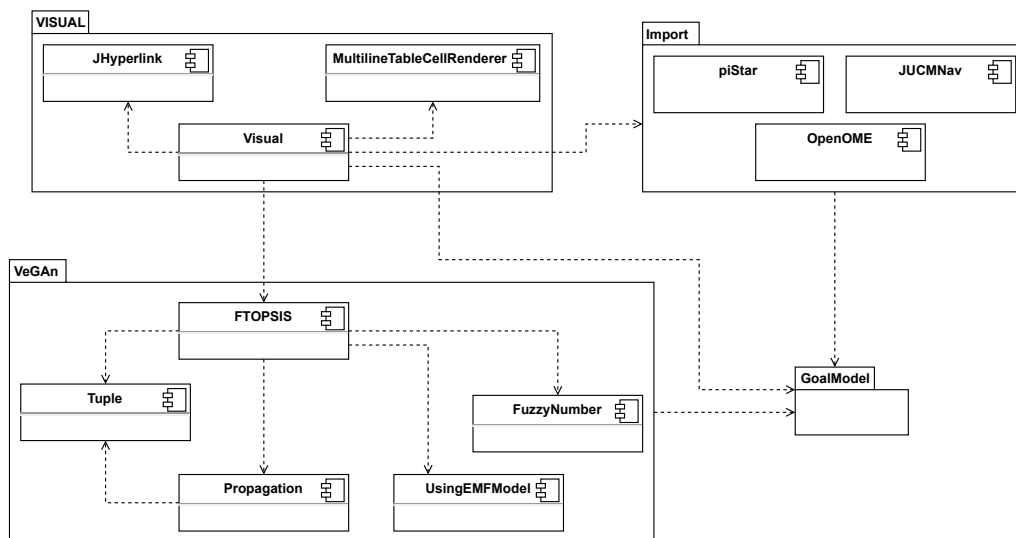 VISUAL
JHyperlink
MultilineTableCellRenderer
Visual
Import
piStar
JUCMNav
OpenOME
VeGAn
FTOPSIS
Tuple
FuzzyNumber
Propagation
UsingEMFModel
GoalModel